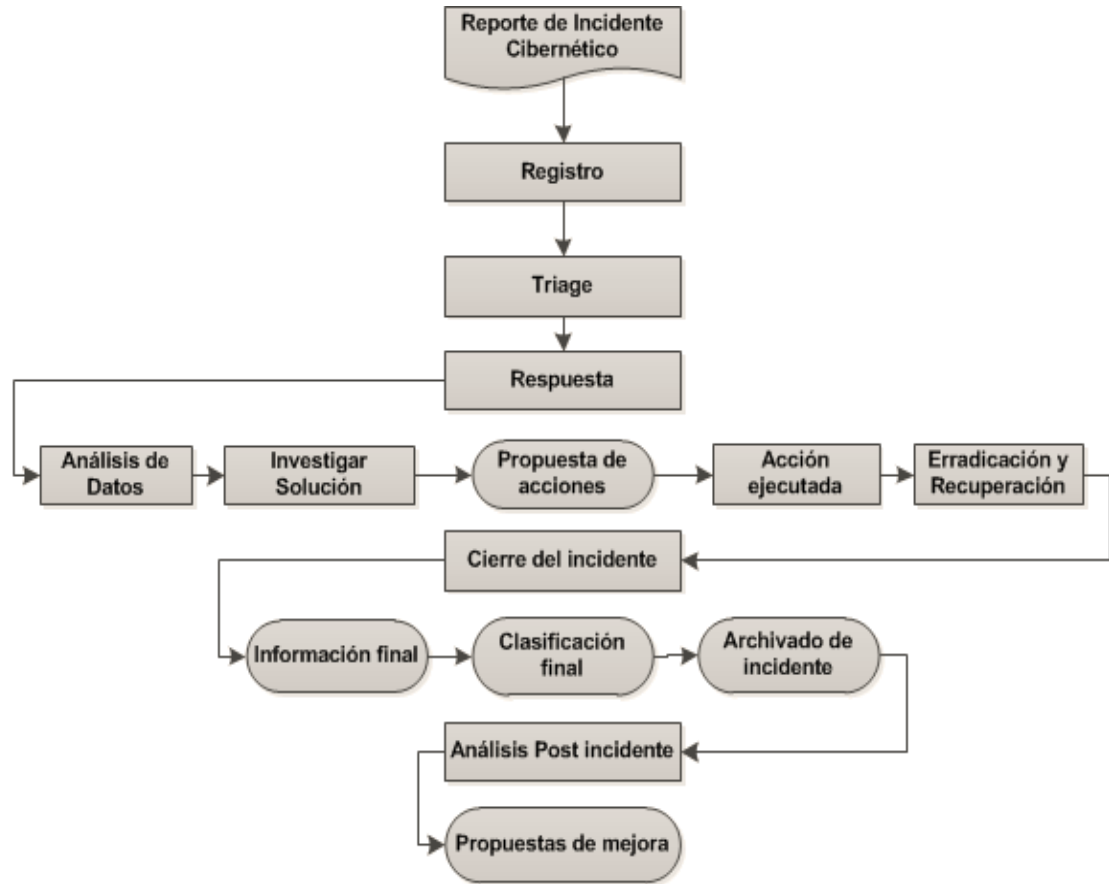 Reporte de Incidente
Cibernético
Registro
Triage
Respuesta
Análisis de
Datos
Investigar
Solución
Propuesta de
acciones
Acción
ejecutada
Erradicación y
Recuperación
Cierre del incidente
Información final
Clasificación
final
Archivado de
incidente
Análisis Post incidente
Propuestas de mejora